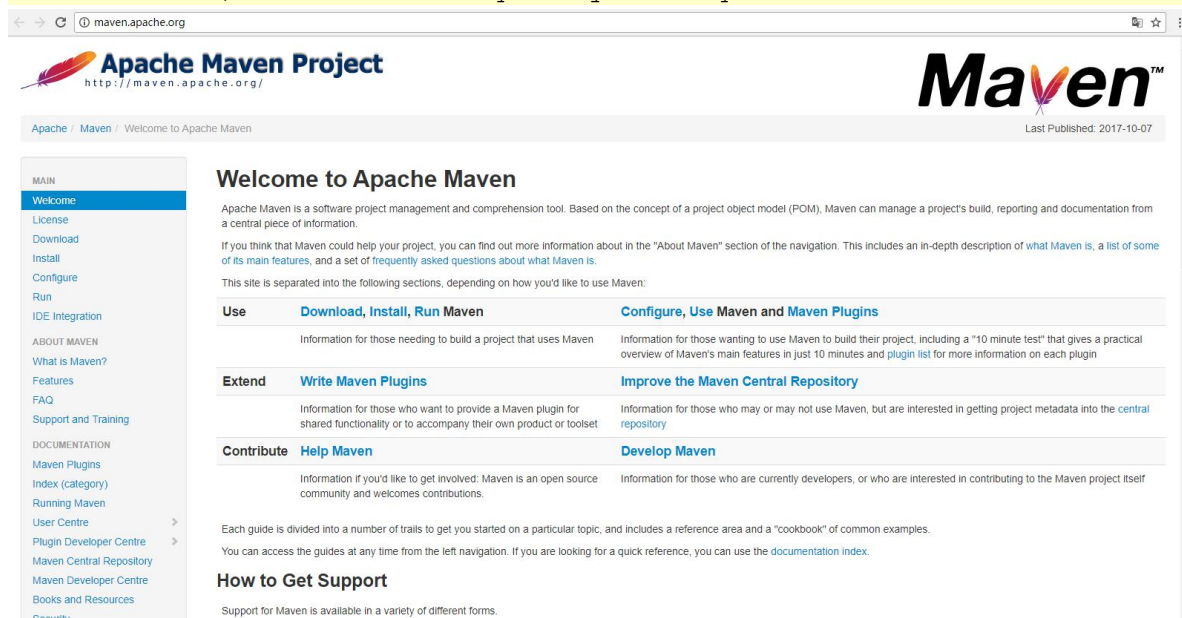 maven.apache.org
Apache Maven Project
http://maven.apache.org/
Maven™
Apache / Maven / Welcome to Apache Maven
Last Published: 2017-10-07
MAIN
Welcome
License
Download
Install
Configure
Run
IDE Integration
ABOUT MAVEN
What is Maven?
Features
FAQ
Support and Training
DOCUMENTATION
Maven Plugins
Index (category)
Running Maven
User Centre
Plugin Developer Centre
Maven Central Repository
Maven Developer Centre
Books and Resources
Security
Welcome to Apache Maven
Apache Maven is a software project management and comprehension tool. Based on the concept of a project object model (POM), Maven can manage a project's build, reporting and documentation from
a central piece of information.
If you think that Maven could help your project, you can find out more information about in the "About Maven" section of the navigation. This includes an in-depth description of what Maven is, a list of some
of its main features, and a set of frequently asked questions about what Maven is.
This site is separated into the following sections, depending on how you'd like to use Maven:
Use
Download, Install, Run Maven
Configure, Use Maven and Maven Plugins
Information for those needing to build a project that uses Maven
Information for those wanting to use Maven to build their project, including a "10 minute test" that gives a practical
overview of Maven's main features in just 10 minutes and plugin list for more information on each plugin
Extend
Write Maven Plugins
Improve the Maven Central Repository
Information for those who want to provide a Maven plugin for
shared functionality or to accompany their own product or toolset
Information for those who may or may not use Maven, but are interested in getting project metadata into the central
repository
Contribute
Help Maven
Develop Maven
Information if you'd like to get involved: Maven is an open source
community and welcomes contributions.
Information for those who are currently developers, or who are interested in contributing to the Maven project itself
Each guide is divided into a number of trails to get you started on a particular topic, and includes a reference area and a "cookbook" of common examples.
You can access the guides at any time from the left navigation. If you are looking for a quick reference, you can use the documentation index.
How to Get Support
Support for Maven is available in a variety of different forms.